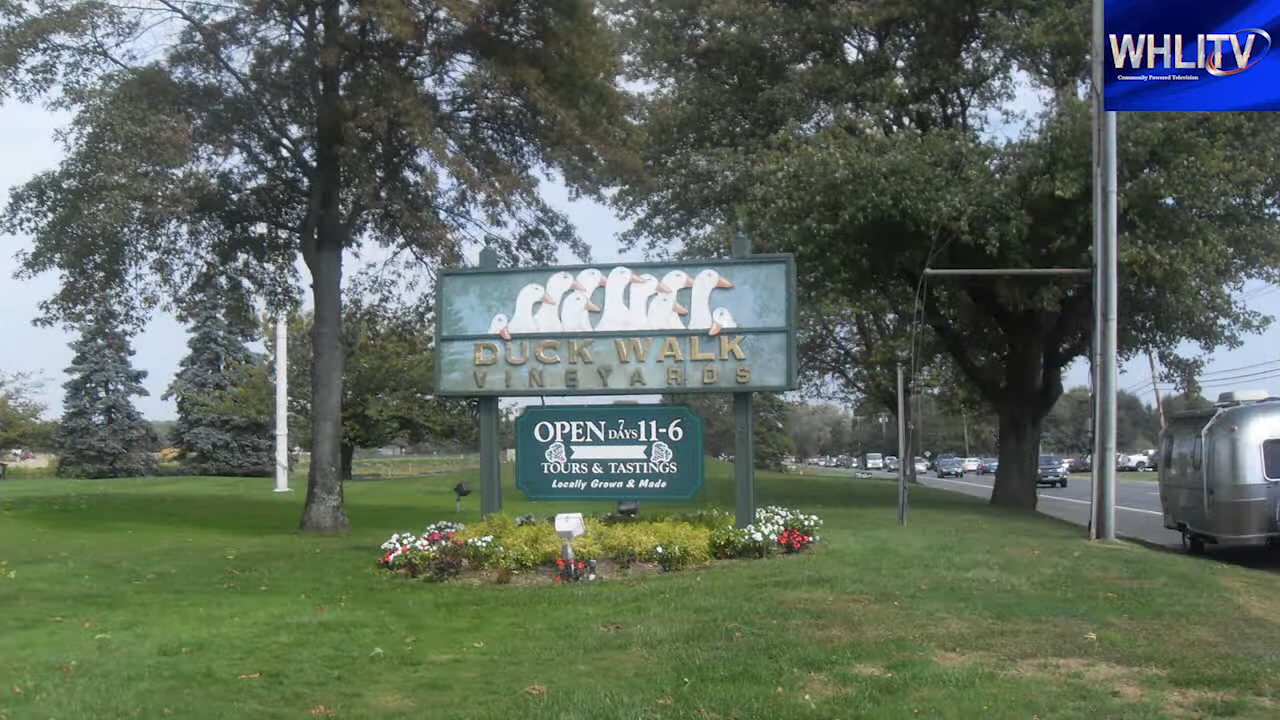 WHLITV
Community Powered Television
DUCK WALK
VINEYARDS
OPEN 7 DAYS 11-6
TOURS & TASTINGS
Locally Grown & Made